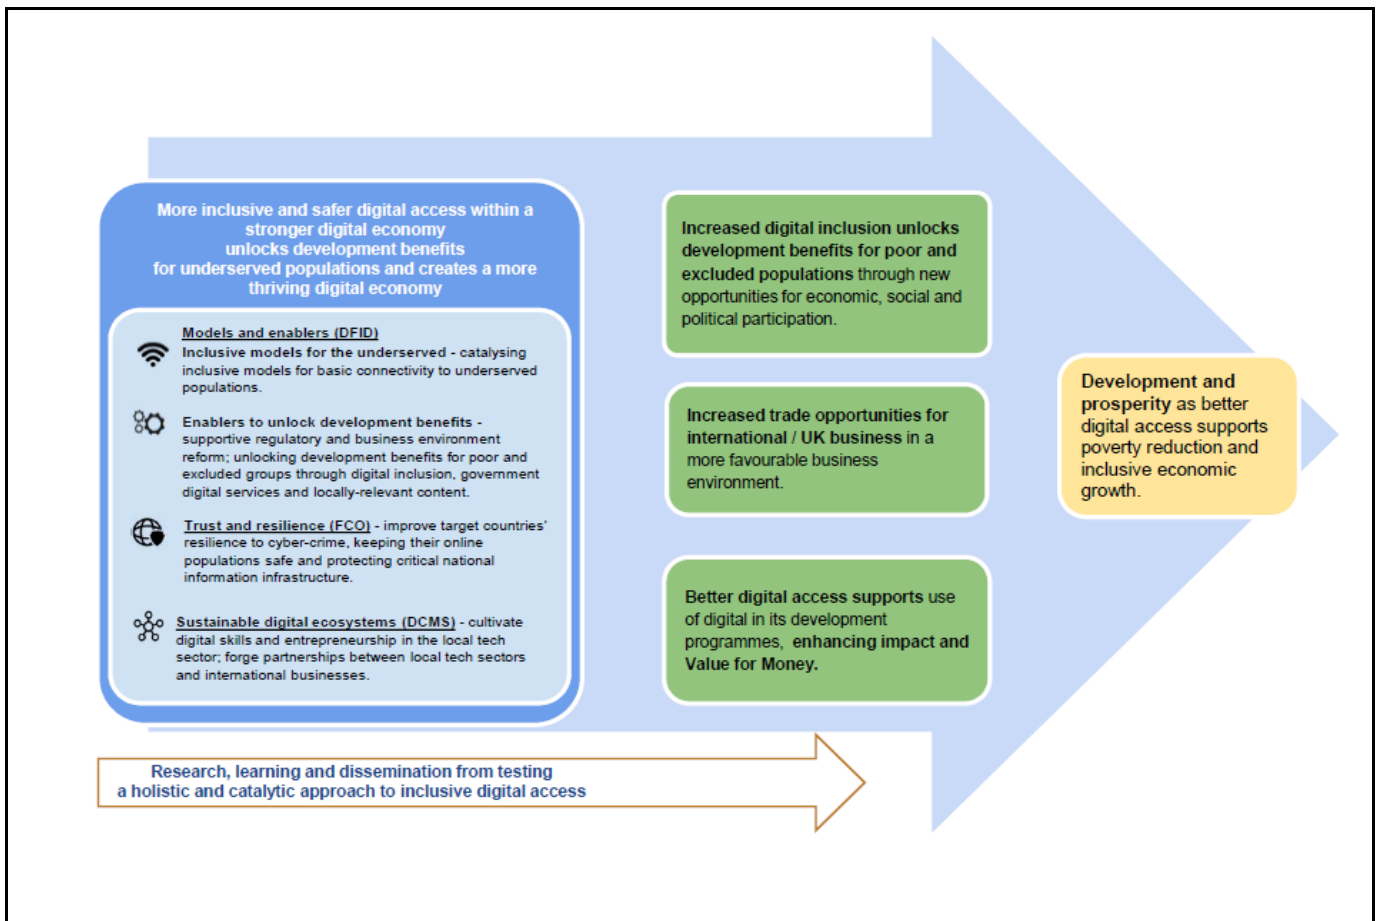 More inclusive and safer digital access within a
stronger digital economy
unlocks development benefits
for underserved populations and creates a more
thriving digital economy
Models and enablers (DFID)
Inclusive models for the underserved - catalysing
inclusive models for basic connectivity to underserved
populations.
Enablers to unlock development benefits -
supportive regulatory and business environment
reform; unlocking development benefits for poor and
excluded groups through digital inclusion, government
digital services and locally-relevant content.
Trust and resilience (FCO) - improve target countries'
resilience to cyber-crime, keeping their online
populations safe and protecting critical national
information infrastructure.
Sustainable digital ecosystems (DCMS) - cultivate
digital skills and entrepreneurship in the local tech
sector; forge partnerships between local tech sectors
and international businesses.
Increased digital inclusion unlocks
development benefits for poor and
excluded populations through new
opportunities for economic, social and
political participation.
Increased trade opportunities for
international / UK business in a
more favourable business
environment.
Better digital access supports use
of digital in its development
programmes, enhancing impact and
Value for Money.
Development and
prosperity as better
digital access supports
poverty reduction and
inclusive economic
growth.
Research, learning and dissemination from testing
a holistic and catalytic approach to inclusive digital access